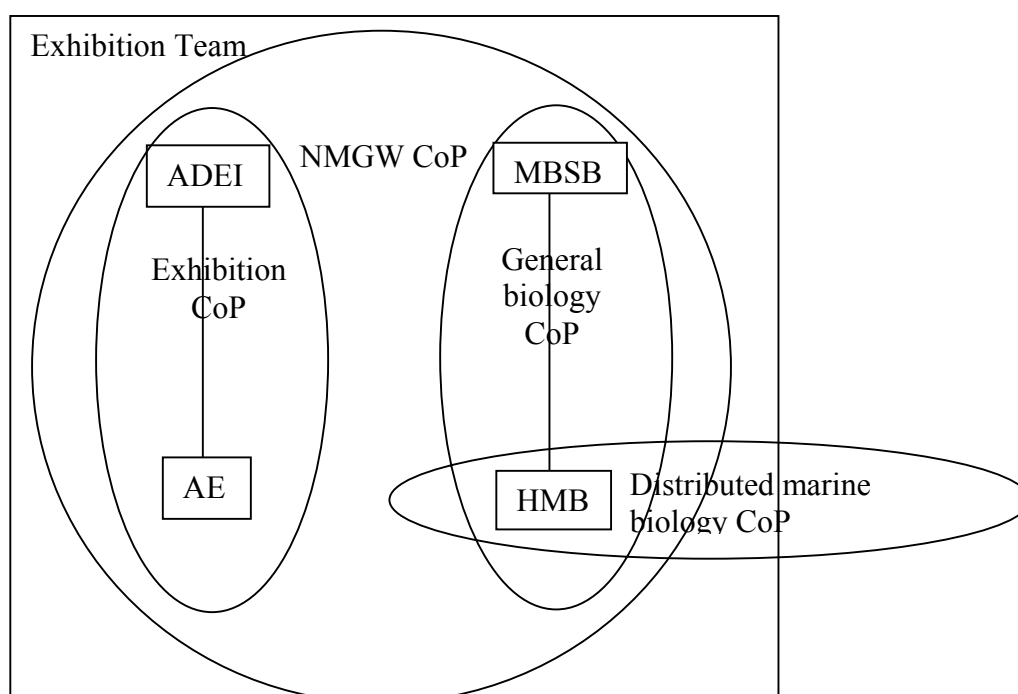 Exhibition Team
NMGW CoP
ADEI
MBSB
Exhibition
CoP
General
biology
CoP
AE
HMB
Distributed marine
biology CoP